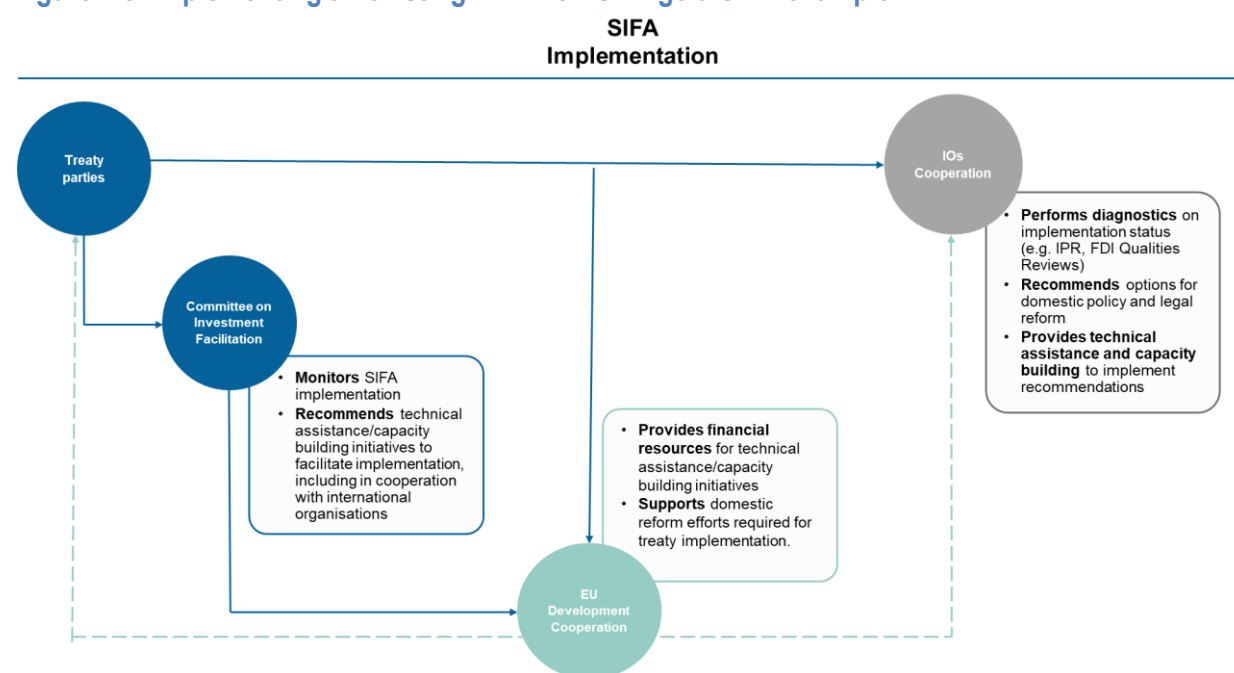 SIFA
Implementation
Treaty
parties
IOs
Cooperation
• Performs diagnostics on
implementation status
(e.g. IPR, FDI Qualities
Reviews)
• Recommends options for
domestic policy and legal
reform
• Provides technical
assistance and capacity
building to implement
recommendations
Committee on
Investment
Facilitation
• Monitors SIFA
implementation
• Recommends technical
assistance/capacity
building initiatives to
facilitate implementation,
including in cooperation
with international
organisations
• Provides financial
resources for technical
assistance/capacity
building initiatives
• Supports domestic
reform efforts required for
treaty implementation.
EU
Development
Cooperation